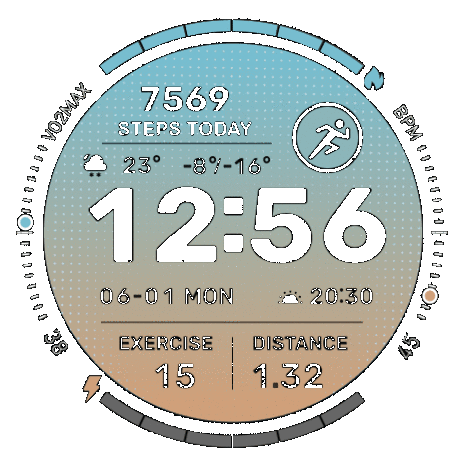 7569
STEPS TODAY
VO2MAX
BPM
23° -8°/-16°
12:56
06-01 MON
20:30
38
45
EXERCISE
DISTANCE
15
1.32